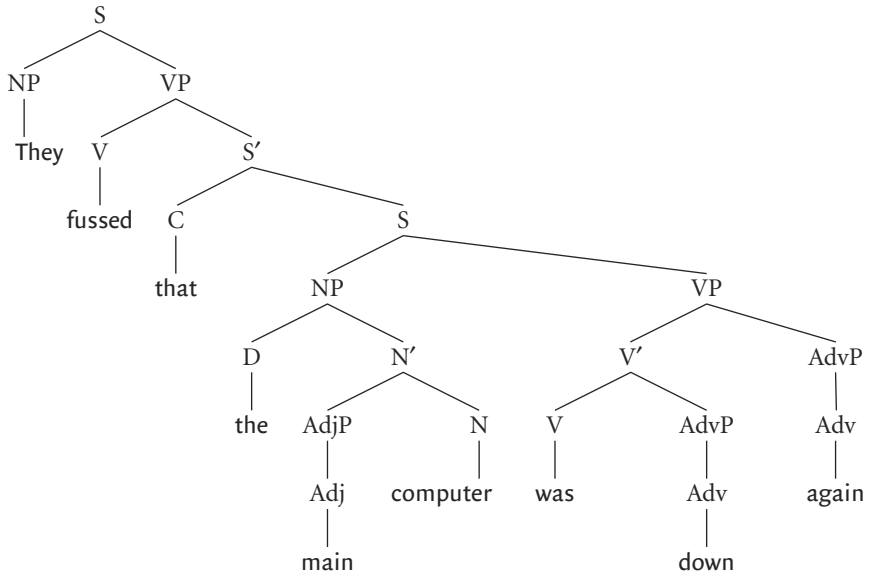 S
NP VP
They V S′
fussed C S
that NP VP
D N′ V′ AdvP
the AdjP N V AdvP Adv
Adj computer was Adv again
main down